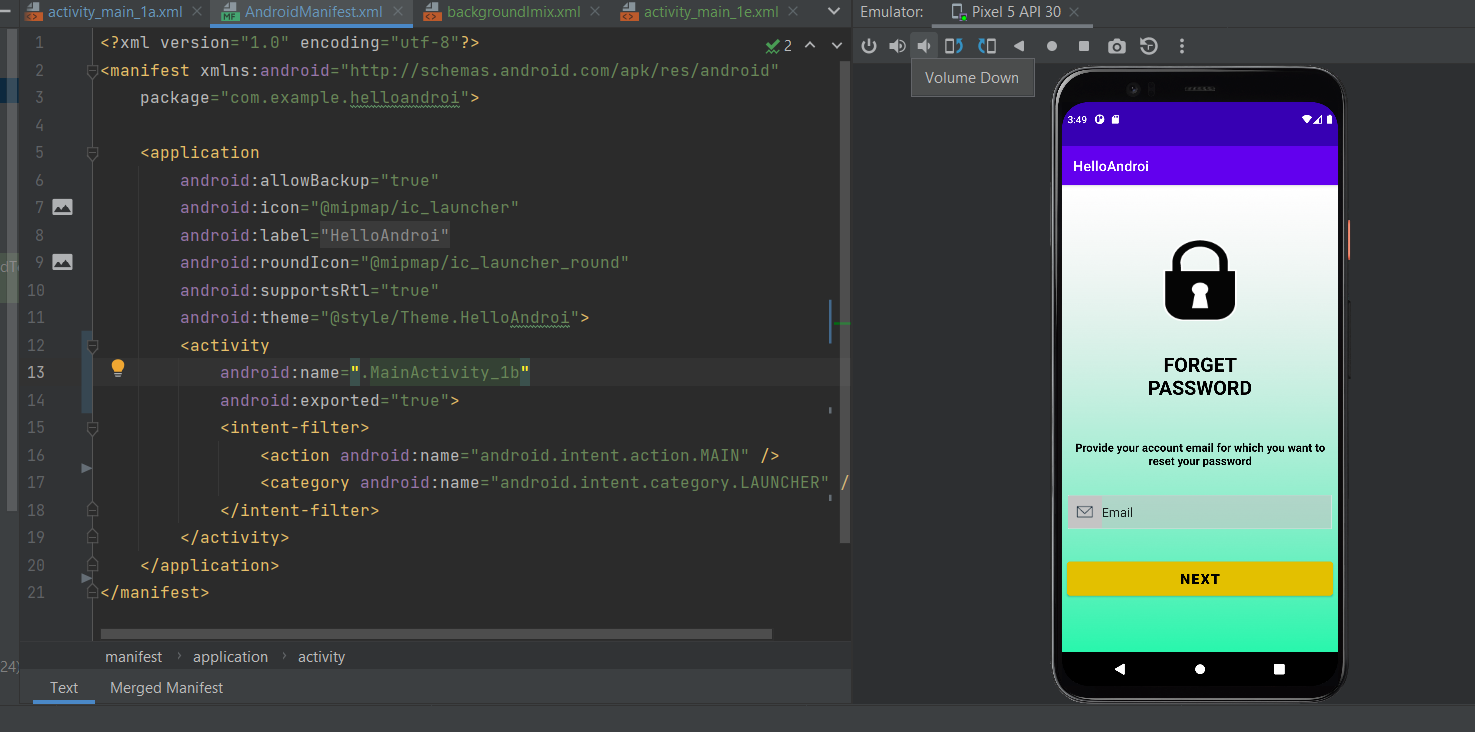 activity_main_1a.xml
AndroidManifest.xml
backgroundlmix.xml
activity_main_1e.xml
Emulator:
Pixel 5 API 30
1 <?xml version="1.0" encoding="utf-8"?>
2
2 <manifest xmlns:android="http://schemas.android.com/apk/res/android"
3 package="com.example.helloandroi">
4
5 <application
6 android:allowBackup="true"
7 android:icon="@mipmap/ic_launcher"
8 android:label="HelloAndroi"
9 android:roundIcon="@mipmap/ic_launcher_round"
10 android:supportsRtl="true"
11 android:theme="@style/Theme.HelloAndroi">
12 <activity
13 android:name=".MainActivity_1b"
14 android:exported="true">
15 <intent-filter>
16 <action android:name="android.intent.action.MAIN" />
17 <category android:name="android.intent.category.LAUNCHER" /
18 </intent-filter>
19 </activity>
20 </application>
21 </manifest>
manifest > application > activity
Text Merged Manifest
24)
Volume Down
3:49
HelloAndroi
FORGET
PASSWORD
Provide your account email for which you want to
reset your password
Email
NEXT